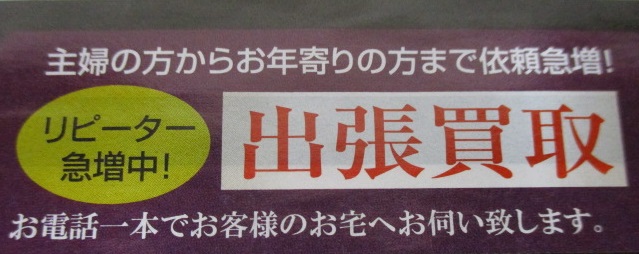 主婦の方からお年寄りの方まで依頼急増!
リピーター
急増中!
出張買取
お電話一本でお客様のお宅へお伺い致します。